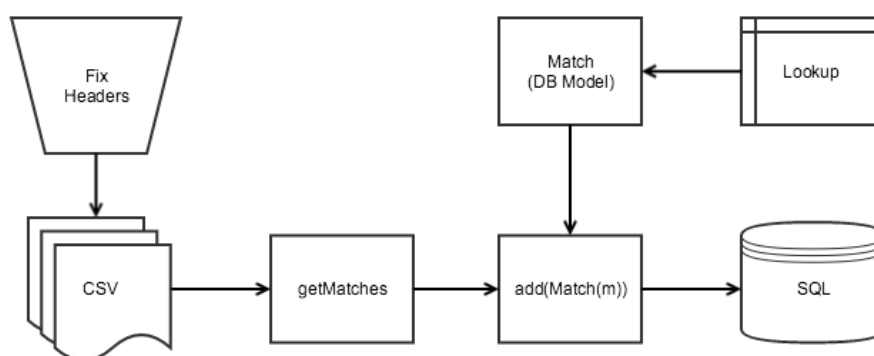 Fix
Headers
Match
(DB Model)
Lookup
CSV
getMatches
add(Match(m))
SQL